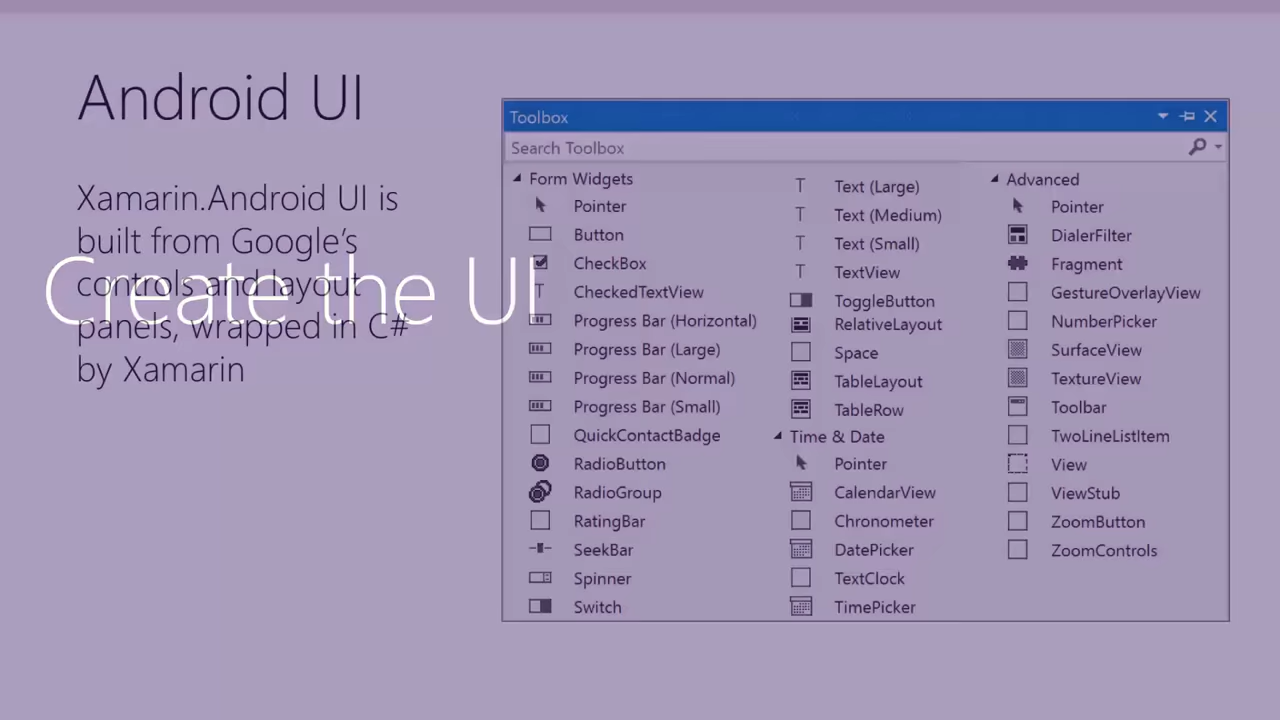 Android UI
Xamarin.Android UI is
built from Google's
controls and layout
panels, wrapped in C#
by Xamarin
Create the UI
Toolbox
Search Toolbox
Form Widgets
Pointer
Button
CheckBox
CheckedTextView
Progress Bar (Horizontal)
Progress Bar (Large)
Progress Bar (Normal)
Progress Bar (Small)
QuickContactBadge
RadioButton
RadioGroup
RatingBar
SeekBar
Spinner
Switch
Text (Large)
Text (Medium)
Text (Small)
TextView
ToggleButton
RelativeLayout
Space
TableLayout
TableRow
Time & Date
Pointer
CalendarView
Chronometer
DatePicker
TextClock
TimePicker
Advanced
Pointer
DialerFilter
Fragment
GestureOverlayView
NumberPicker
SurfaceView
TextureView
Toolbar
TwoLineListItem
View
ViewStub
ZoomButton
ZoomControls